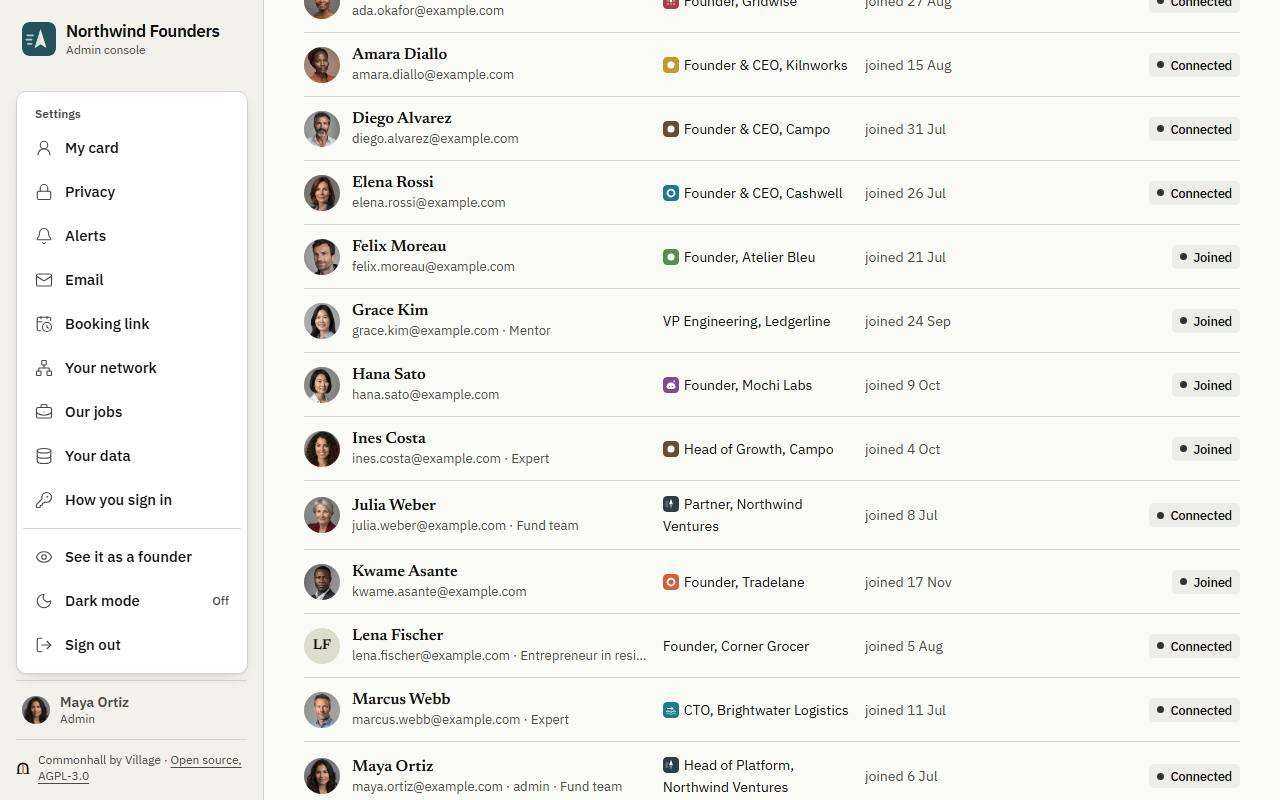 Northwind Founders
Admin console
Settings
My card
Privacy
Alerts
Email
Booking link
Your network
Our jobs
Your data
How you sign in
See it as a founder
Dark mode Off
Sign out
Maya Ortiz
Admin
Commonhall by Village · Open source,
AGPL-3.0
ada.okafor@example.com Founder, Gridwise joined 27 Aug Connected
Amara Diallo
amara.diallo@example.com Founder & CEO, Kilnworks joined 15 Aug Connected
Diego Alvarez
diego.alvarez@example.com Founder & CEO, Campo joined 31 Jul Connected
Elena Rossi
elena.rossi@example.com Founder & CEO, Cashwell joined 26 Jul Connected
Felix Moreau
felix.moreau@example.com Founder, Atelier Bleu joined 21 Jul Joined
Grace Kim
grace.kim@example.com · Mentor VP Engineering, Ledgerline joined 24 Sep Joined
Hana Sato
hana.sato@example.com Founder, Mochi Labs joined 9 Oct Joined
Ines Costa
ines.costa@example.com · Expert Head of Growth, Campo joined 4 Oct Joined
Julia Weber
julia.weber@example.com · Fund team Partner, Northwind
Ventures joined 8 Jul Connected
Kwame Asante
kwame.asante@example.com Founder, Tradelane joined 17 Nov Joined
LF Lena Fischer
lena.fischer@example.com · Entrepreneur in resi... Founder, Corner Grocer joined 5 Aug Connected
Marcus Webb
marcus.webb@example.com · Expert CTO, Brightwater Logistics joined 11 Jul Connected
Maya Ortiz
maya.ortiz@example.com · admin · Fund team Head of Platform,
Northwind Ventures joined 6 Jul Connected